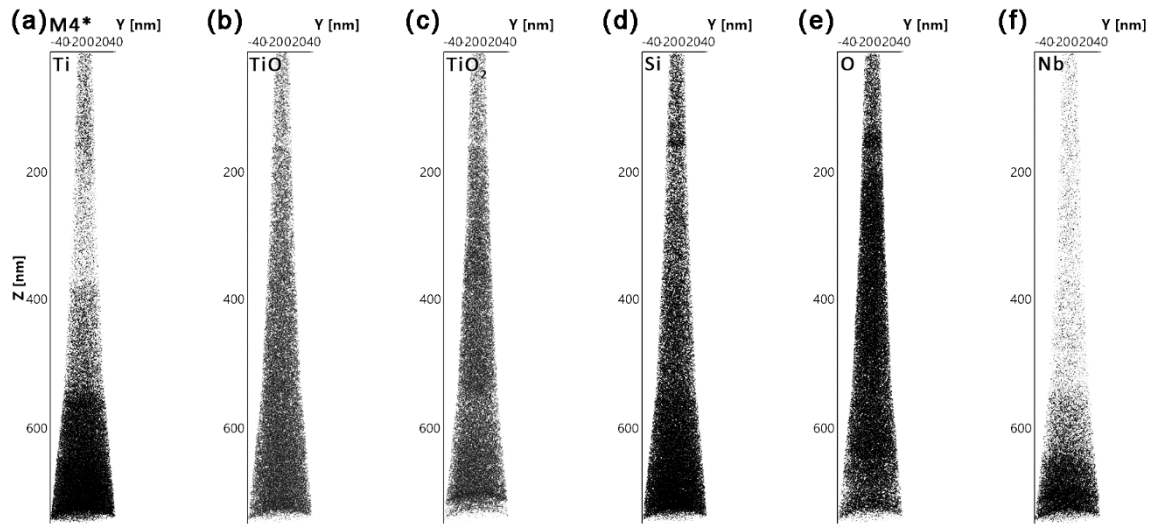 (a) M4* Y [nm] (b) Y [nm] (c) Y [nm] (d) Y [nm] (e) Y [nm] (f) Y [nm]
-40-2002040 -40-2002040 -40-2002040 -40-2002040 -40-2002040 -40-2002040
Ti TiO TiO2 Si O Nb
200 200 200 200 200 200
Z [nm]
400 400 400 400 400 400
600 600 600 600 600 600